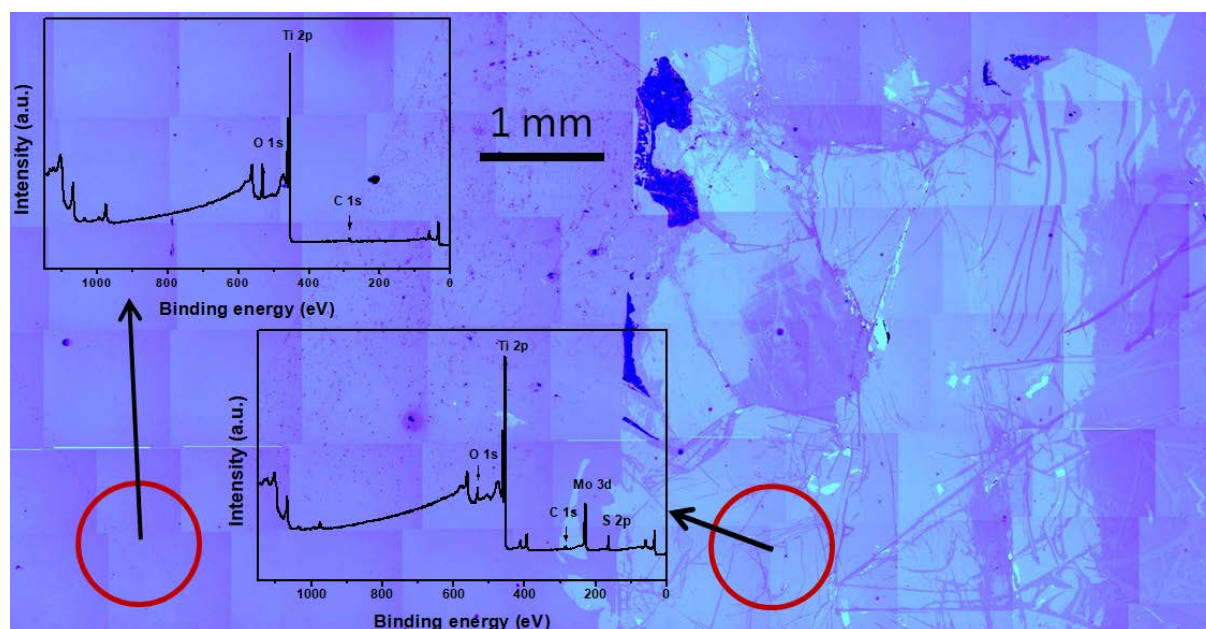 Ti 2p
O 1s
C 1s
Intensity (a.u.)
1000 800 600 400 200 0
Binding energy (eV)
1 mm
Ti 2p
O 1s
Mo 3d
C 1s
S 2p
Intensity (a.u.)
1000 800 600 400 200 0
Binding energy (eV)